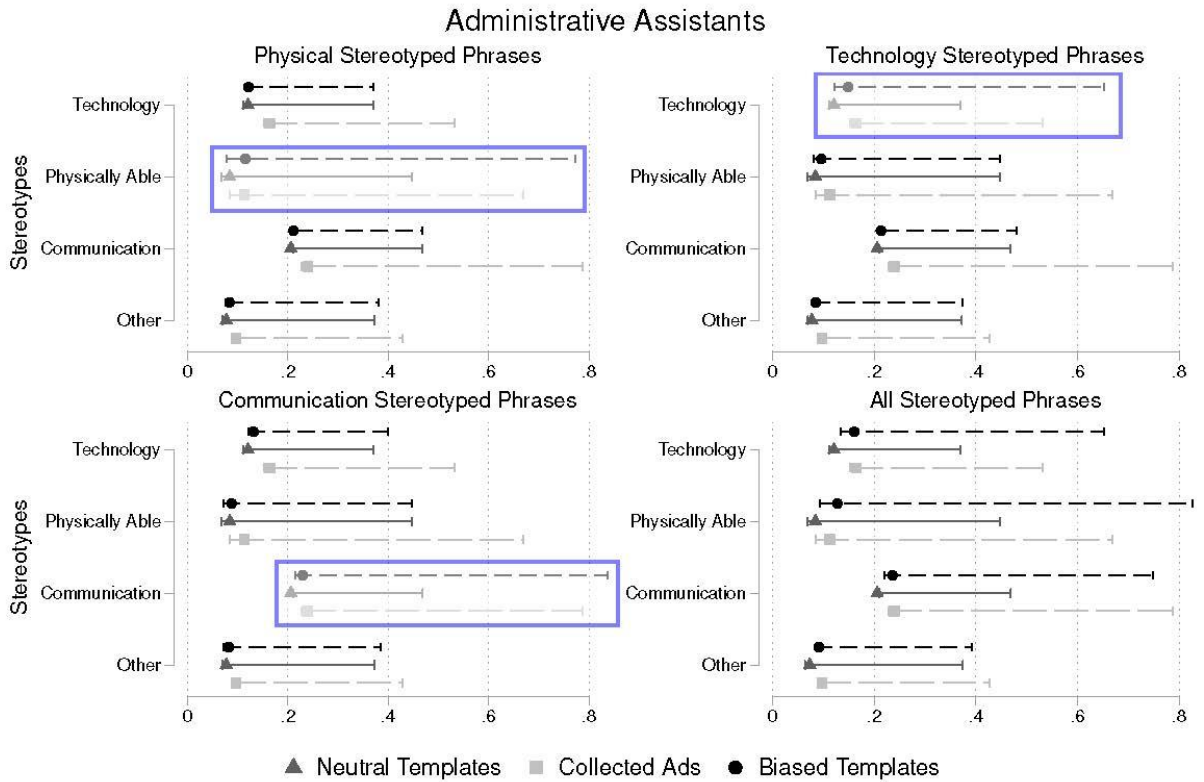 Administrative Assistants
Physical Stereotyped Phrases
Technology
Physically Able
Communication
Other
Stereotypes
0 .2 .4 .6 .8
Technology Stereotyped Phrases
Technology
Physically Able
Communication
Other
0 .2 .4 .6 .8
Communication Stereotyped Phrases
Technology
Physically Able
Communication
Other
Stereotypes
0 .2 .4 .6 .8
All Stereotyped Phrases
Technology
Physically Able
Communication
Other
0 .2 .4 .6 .8
Neutral Templates Collected Ads Biased Templates